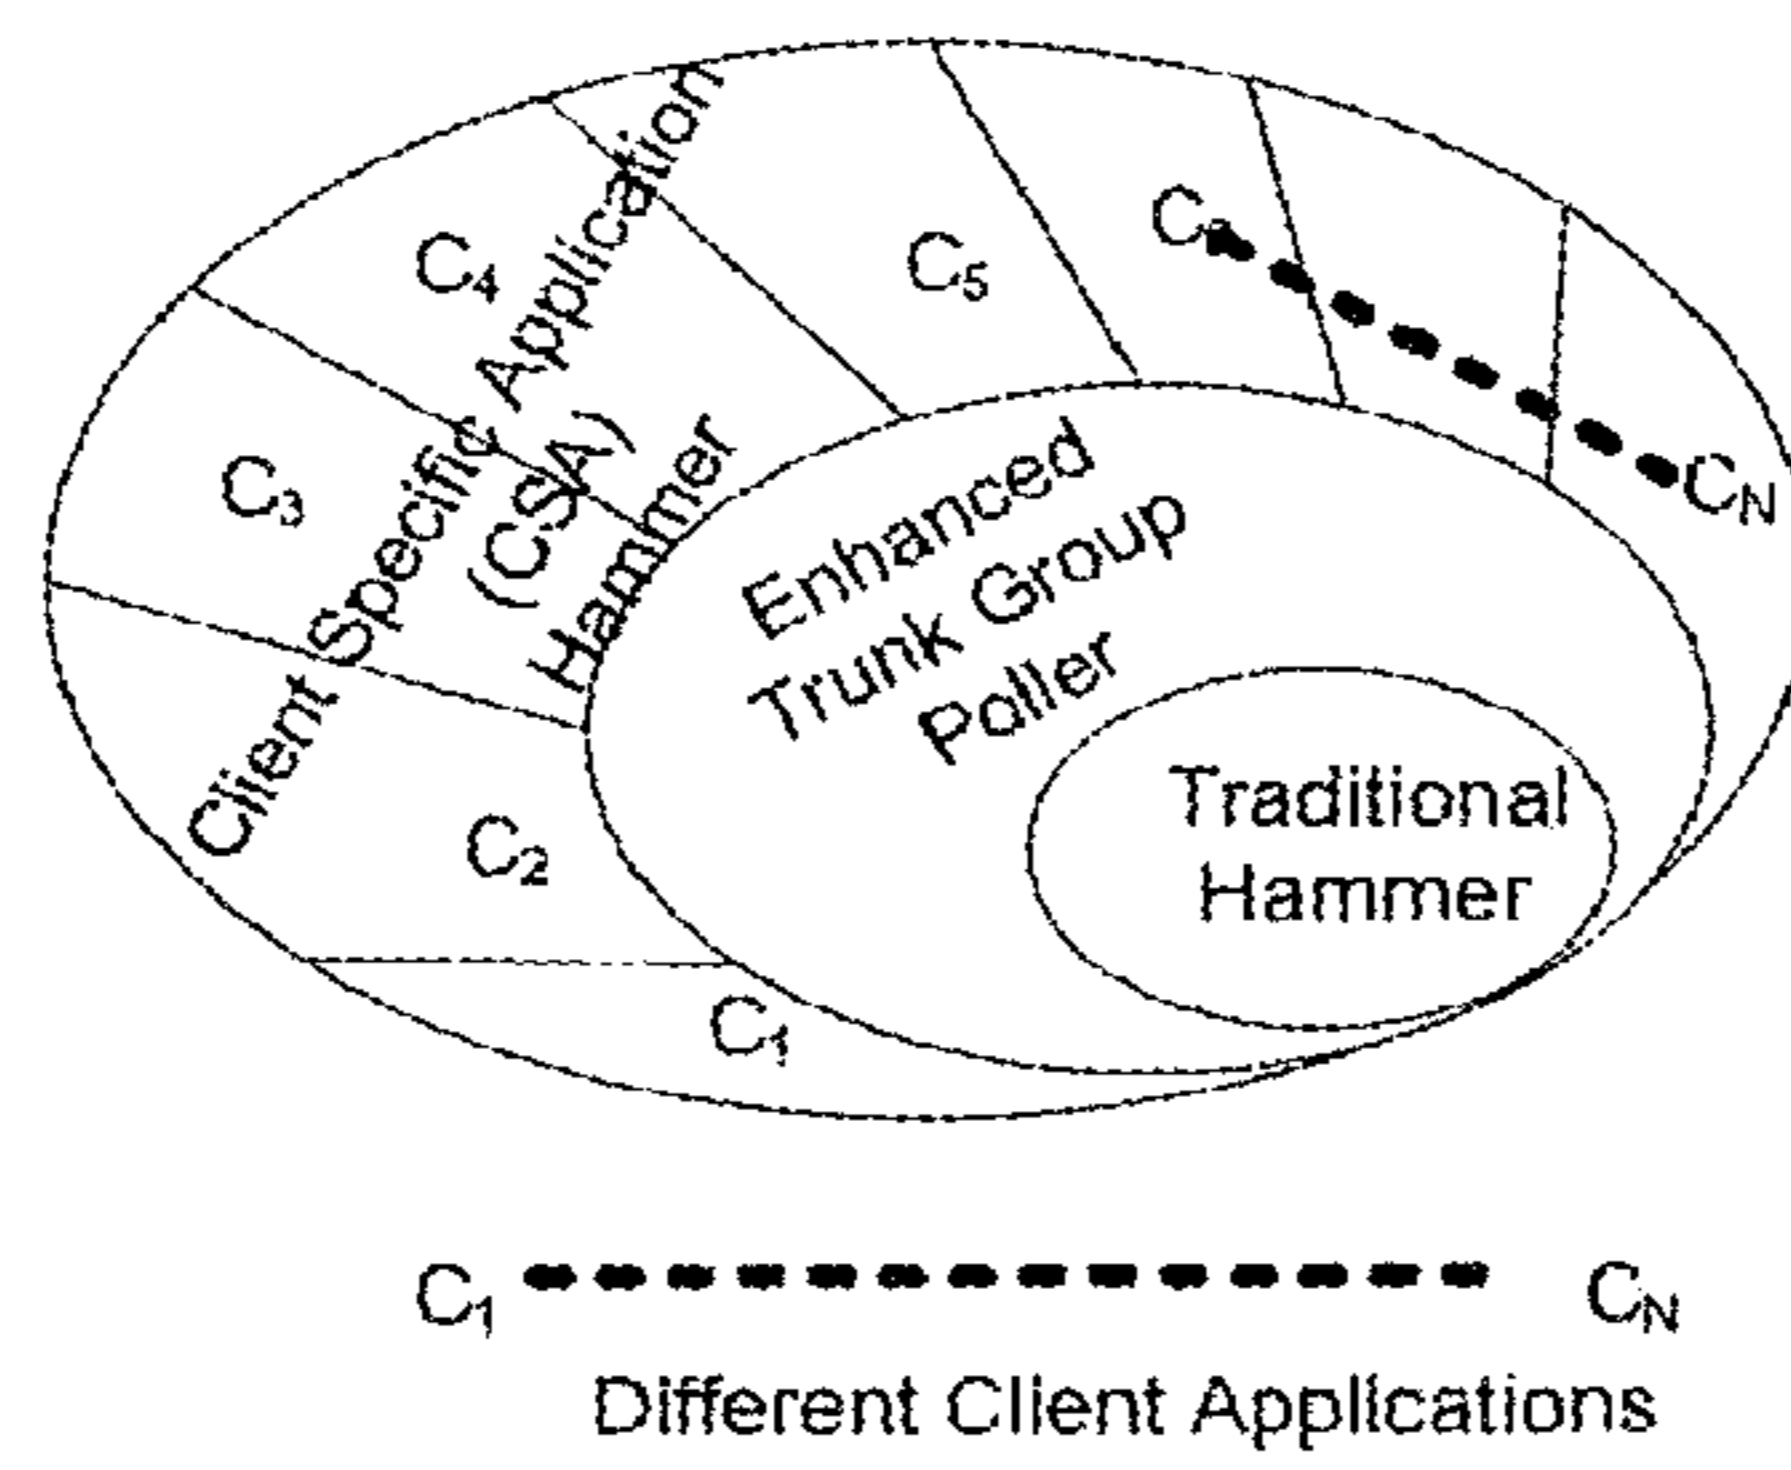 Client Specific Application
(CSA)
Hammer
Enhanced
Trunk Group
Poller
Traditional
Hammer
C4
C5
C3
CN
C2
C1
C1 CN
Different Client Applications